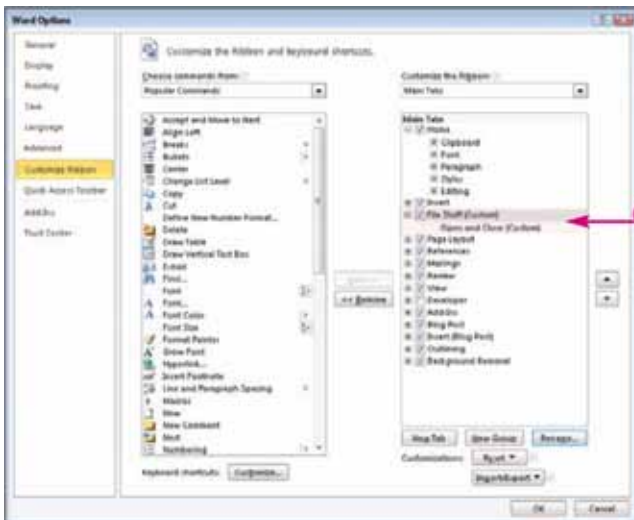 Word Options
General
Display
Proofing
Save
Language
Advanced
Customize Ribbon
Quick Access Toolbar
Add-Ins
Trust Center
Customize the Ribbon and keyboard shortcuts.
Choose commands from:
Popular Commands
Accept and Move to Next
Align Left
Breaks
Bullets
Center
Change List Level
Copy
Cut
Define New Number Format...
Delete
Draw Table
Draw Vertical Text Box
E-mail
Find...
Font
Font...
Font Color
Font Size
Format Painter
Grow Font
Hyperlink...
Insert Footnote
Line and Paragraph Spacing
Macros
New
New Comment
Next
Numbering
Keyboard shortcuts: Customize...
<< Remove
Customize the Ribbon:
Main Tabs
Main Tabs
Home
Clipboard
Font
Paragraph
Styles
Editing
Insert
File Stuff (Custom)
Open and Close (Custom)
Page Layout
References
Mailings
Review
View
Developer
Add-Ins
Blog Post
Insert (Blog Post)
Outlining
Background Removal
New Tab
New Group
Rename...
Customizations: Reset
Import/Export
OK
Cancel